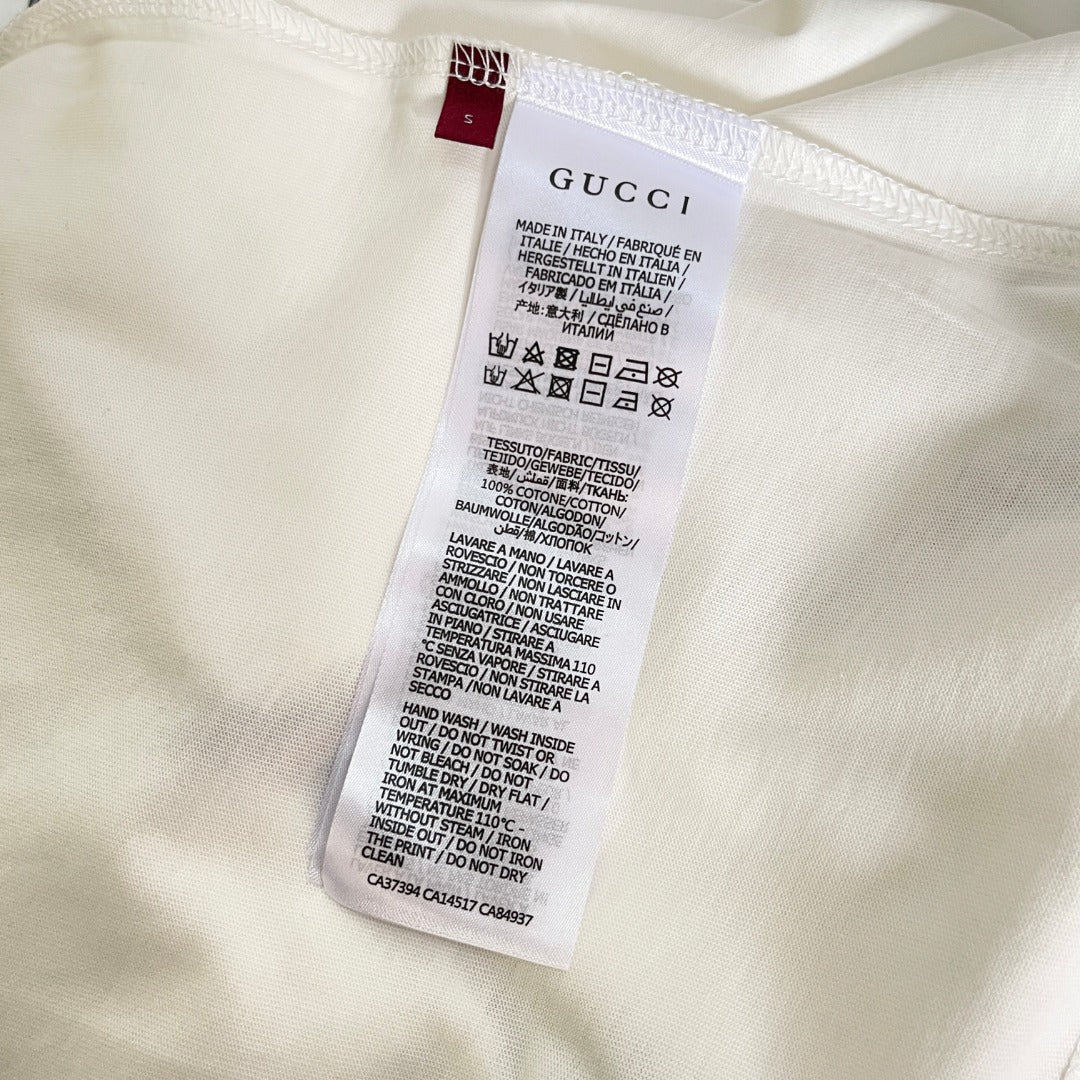 S
GUCCI
MADE IN ITALY / FABRIQUÉ EN
ITALIE / HECHO EN ITALIA /
HERGESTELLT IN ITALIEN /
FABRICADO EM ITÁLIA /
イタリア製 / صنع في ايطاليا /
产地:意大利 / СДЕЛАНО В
ИТАЛИИ
TESSUTO/FABRIC/TISSU/
TEJIDO/GEWEBE/TECIDO/
表地/قماش/面料/ТКАНЬ:
100% COTONE/COTTON/
COTON/ALGODON/
BAUMWOLLE/ALGODÃO/コットン/
قطن/棉/ХЛОПОК
LAVARE A MANO / LAVARE A
ROVESCIO / NON TORCERE O
STRIZZARE / NON LASCIARE IN
AMMOLLO / NON TRATTARE
CON CLORO / NON USARE
ASCIUGATRICE / ASCIUGARE
IN PIANO / STIRARE A
TEMPERATURA MASSIMA 110
°C SENZA VAPORE / STIRARE A
ROVESCIO / NON STIRARE LA
STAMPA /NON LAVARE A
SECCO
HAND WASH / WASH INSIDE
OUT / DO NOT TWIST OR
WRING / DO NOT SOAK / DO
NOT BLEACH / DO NOT
TUMBLE DRY / DRY FLAT /
IRON AT MAXIMUM
TEMPERATURE 110°C -
WITHOUT STEAM / IRON
INSIDE OUT / DO NOT IRON
THE PRINT / DO NOT DRY
CLEAN
CA37394 CA14517 CA84937